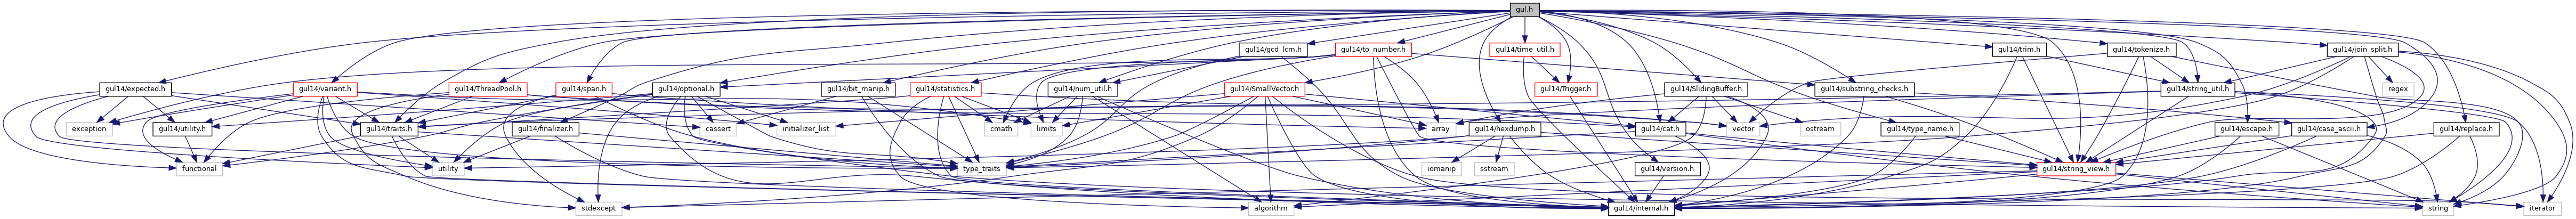 gul.h
gul14/gcd_lcm.h
gul14/to_number.h
gul14/time_util.h
gul14/trim.h
gul14/tokenize.h
gul14/join_split.h
gul14/expected.h
gul14/variant.h
gul14/ThreadPool.h
gul14/span.h
gul14/optional.h
gul14/bit_manip.h
gul14/statistics.h
gul14/num_util.h
gul14/SmallVector.h
gul14/Trigger.h
gul14/SlidingBuffer.h
gul14/substring_checks.h
gul14/string_util.h
regex
exception
gul14/utility.h
gul14/traits.h
gul14/finalizer.h
cassert
initializer_list
cmath
limits
array
gul14/hexdump.h
gul14/cat.h
vector
ostream
gul14/type_name.h
gul14/escape.h
gul14/case_ascii.h
gul14/replace.h
functional
utility
type_traits
iomanip
sstream
gul14/version.h
gul14/string_view.h
stdexcept
algorithm
gul14/internal.h
string
iterator